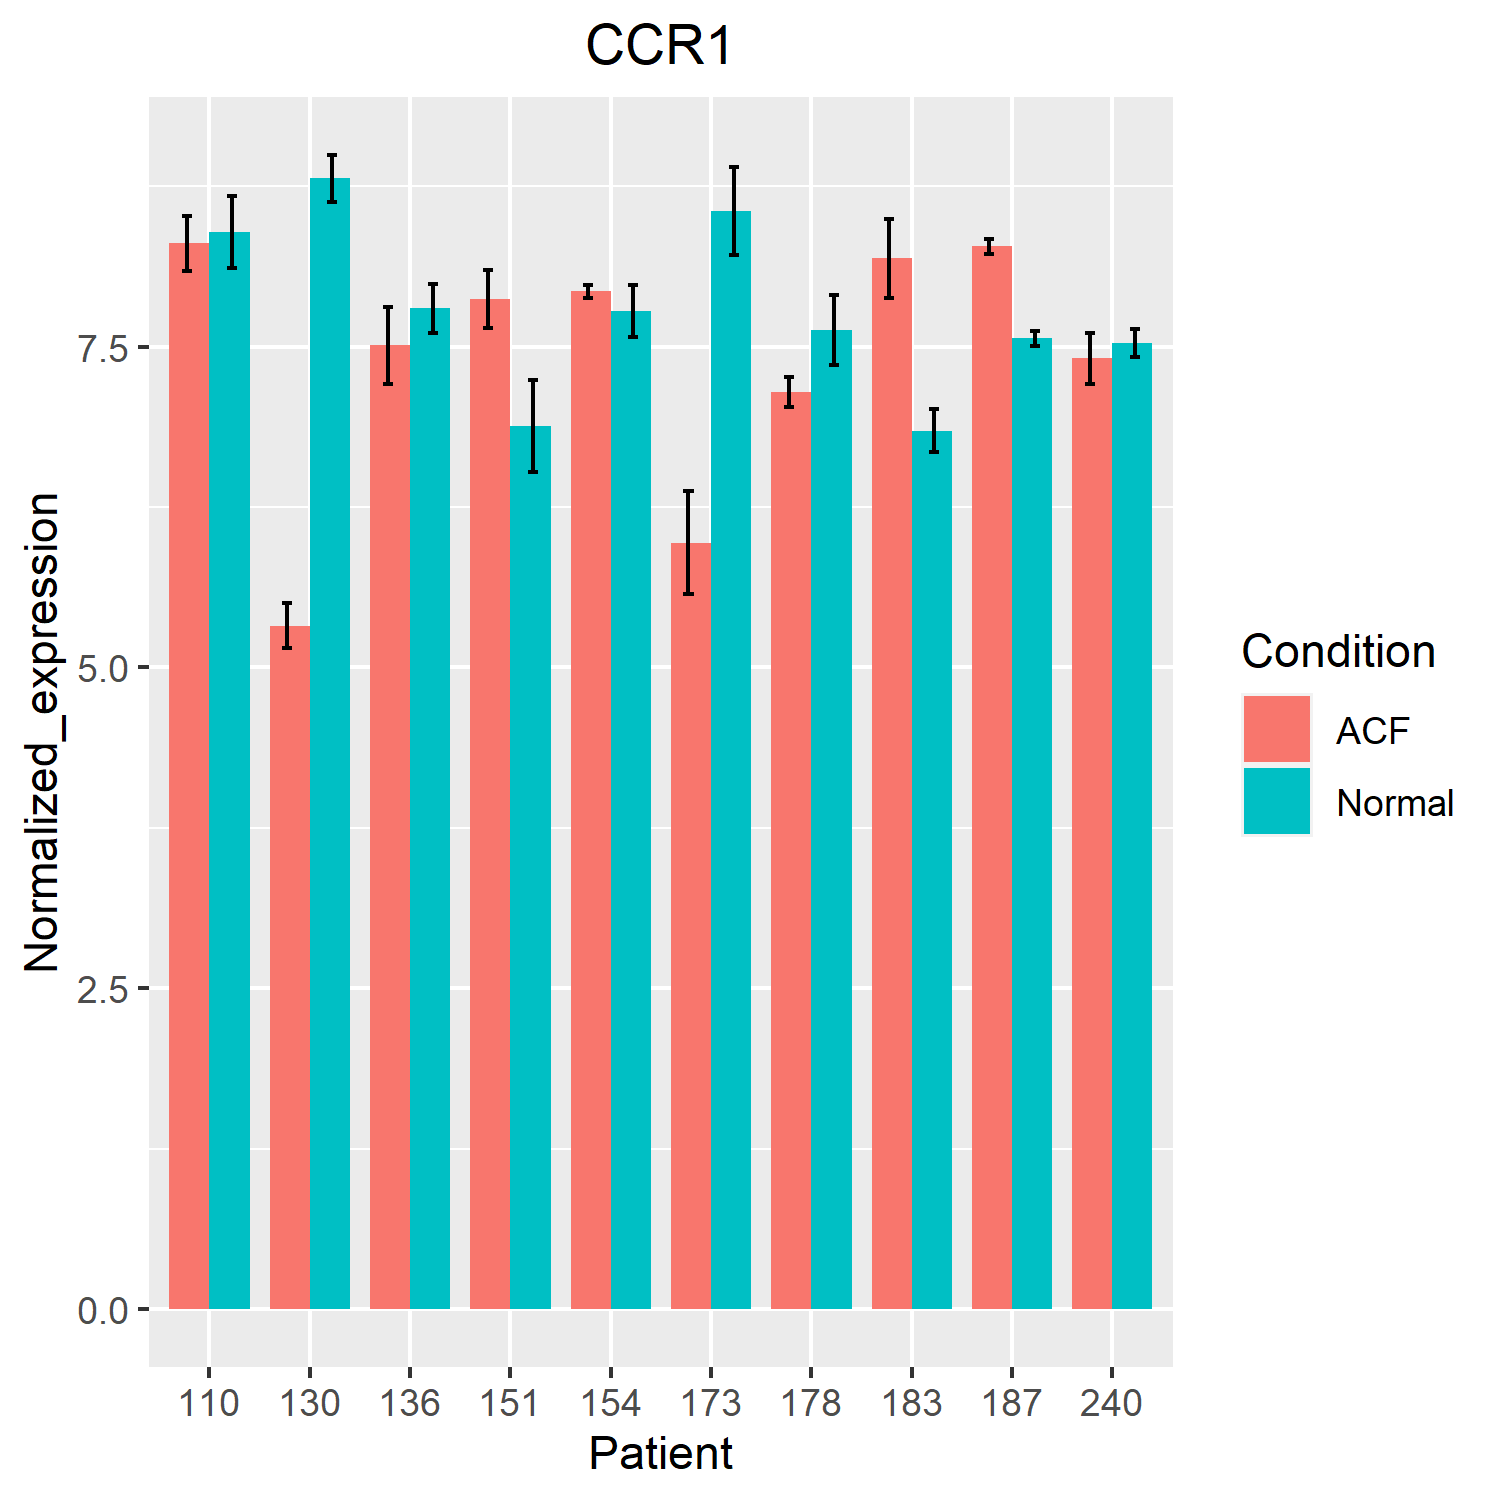 CCR1
Normalized_expression
7.5
5.0
2.5
0.0
110 130 136 151 154 173 178 183 187 240
Patient
Condition
ACF
Normal